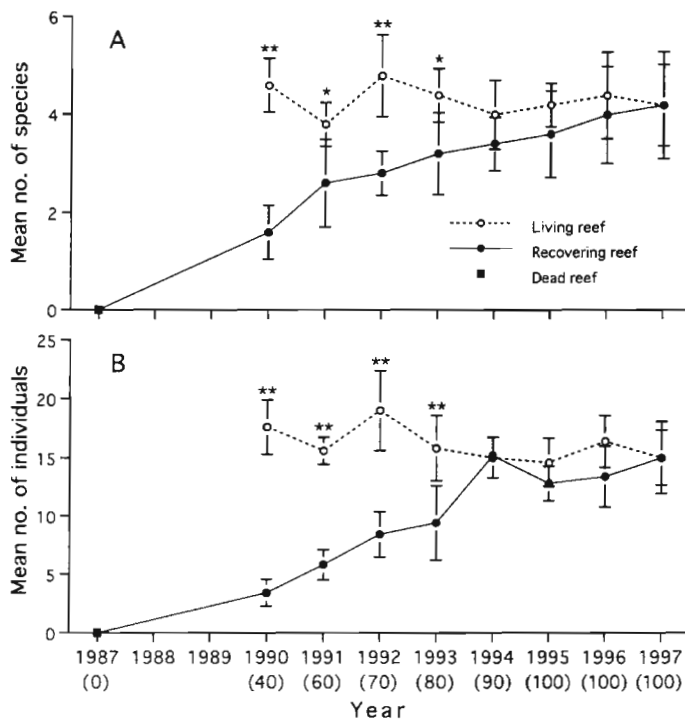 A
Mean no. of species
6
4
2
0
** * ** *
Living reef
Recovering reef
Dead reef
B
Mean no. of individuals
25
20
15
10
5
0
** ** ** **
1987 1988 1989 1990 1991 1992 1993 1994 1995 1996 1997
(0) (40) (60) (70) (80) (90) (100) (100) (100)
Year